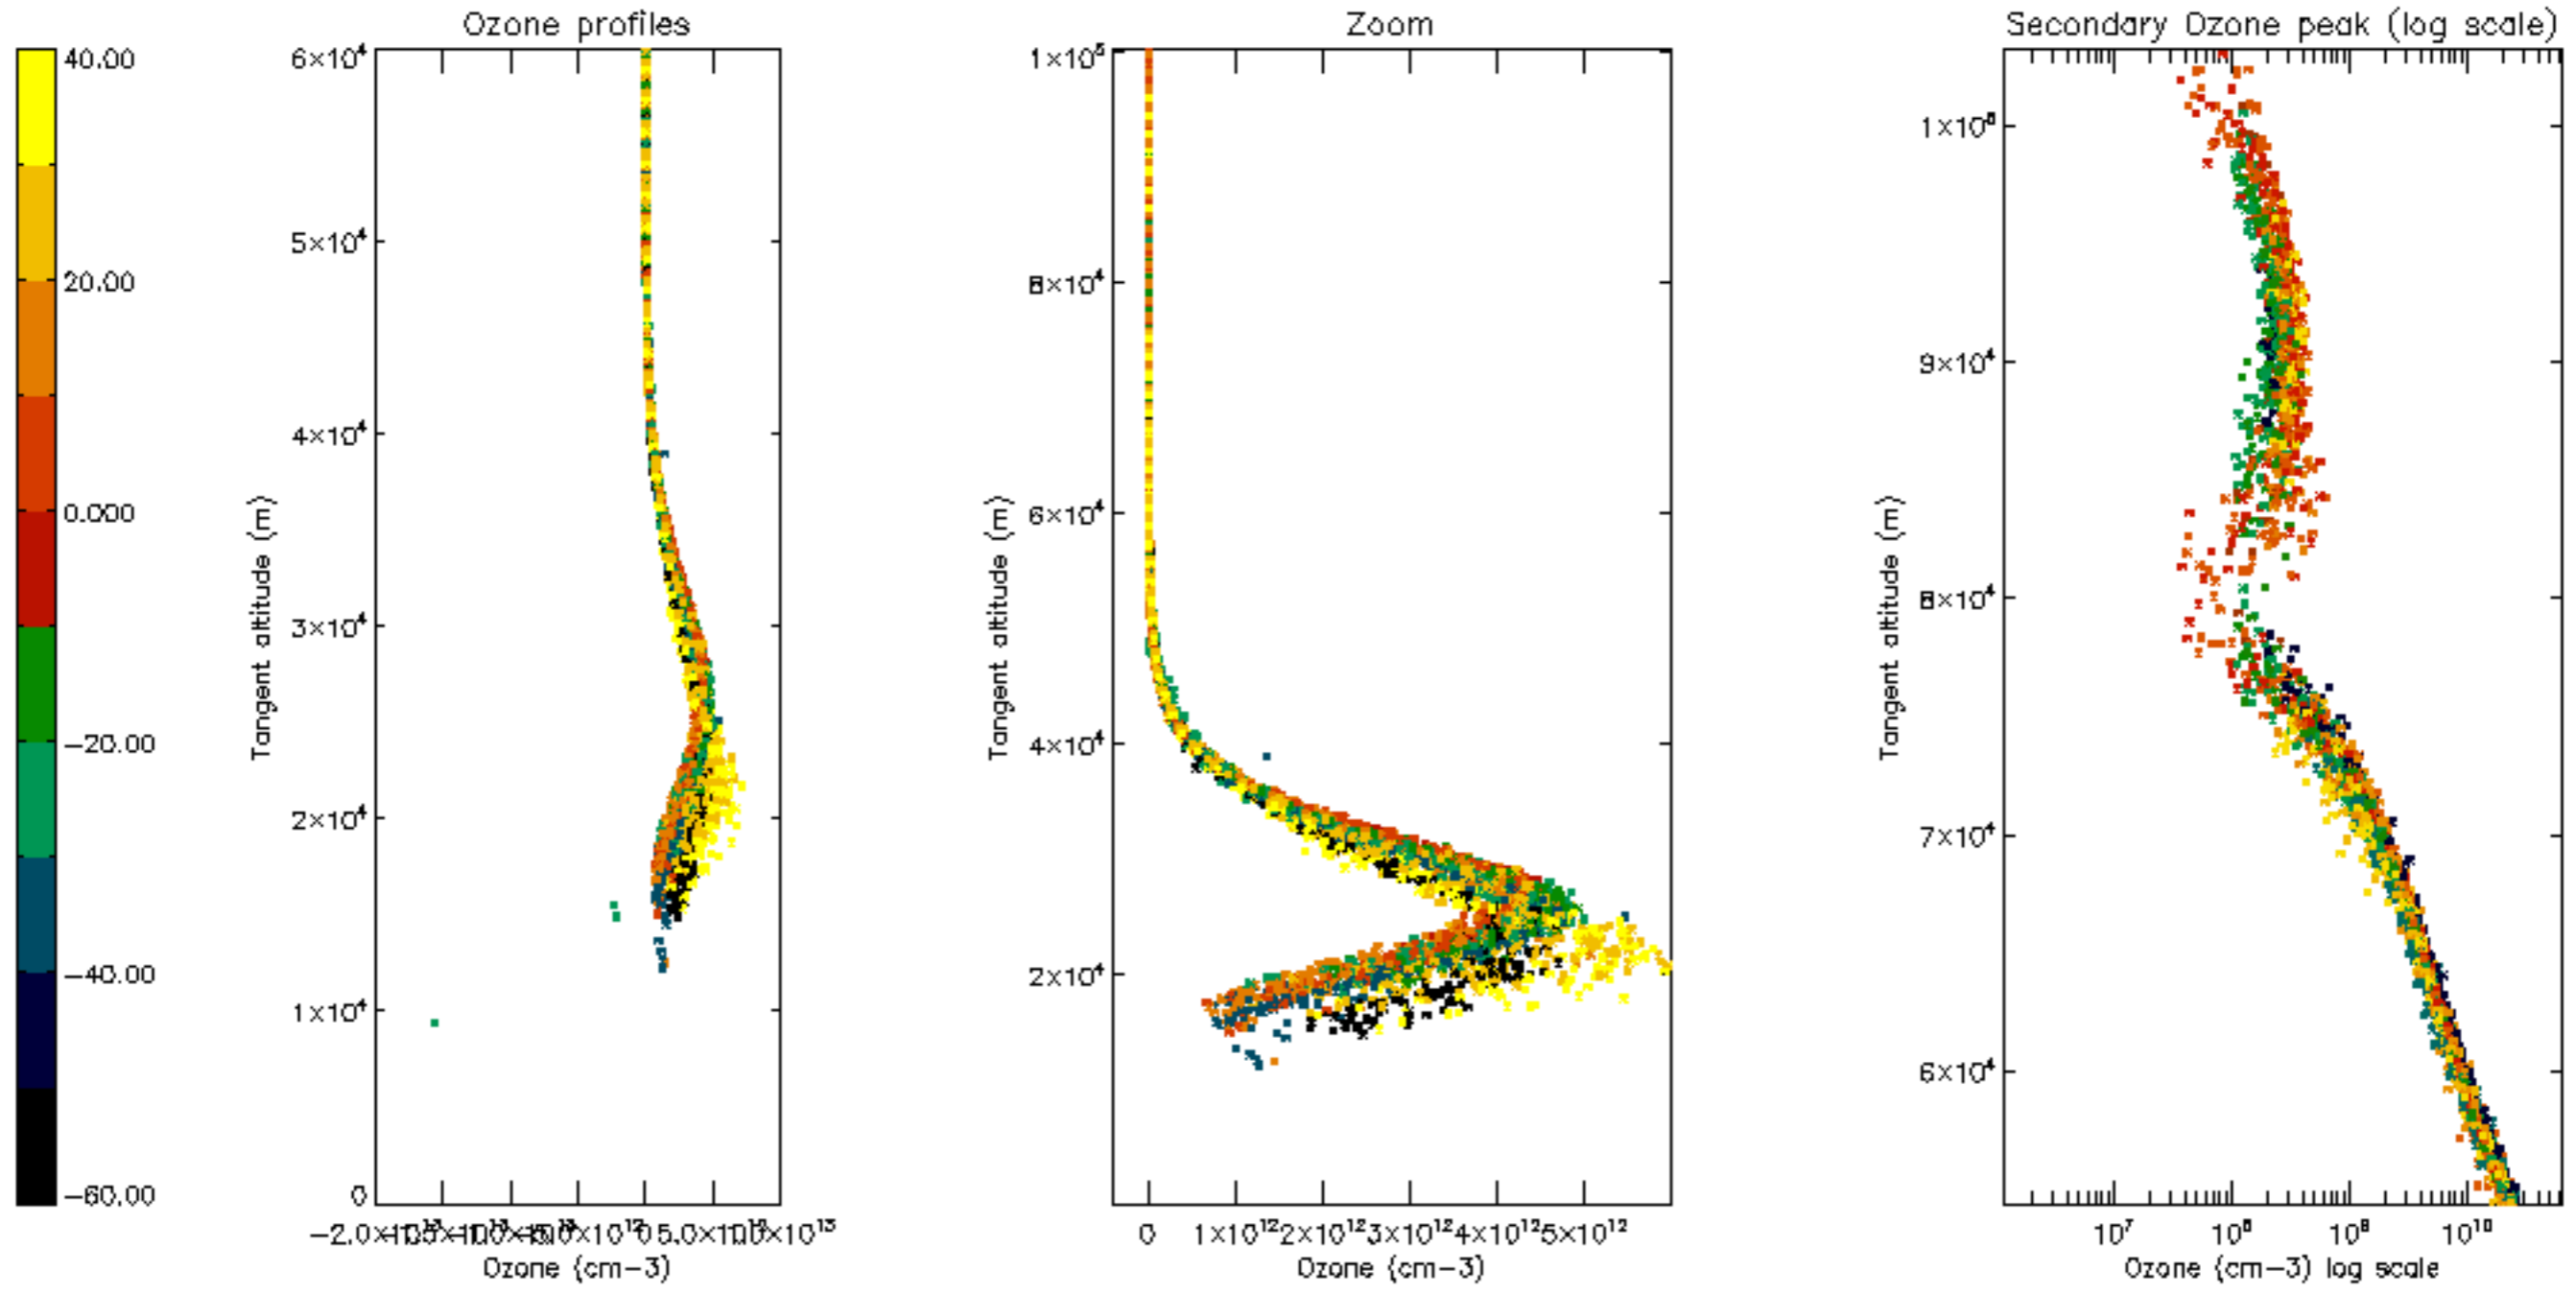 Ozone profiles
Zoom
Secondary Ozone peak (log scale)
40.00
20.00
0.000
-20.00
-40.00
-60.00
Tangent altitude (m)
6×10⁴
5×10⁴
4×10⁴
3×10⁴
2×10⁴
1×10⁴
0
Ozone (cm-3)
Tangent altitude (m)
1×10⁵
8×10⁴
6×10⁴
4×10⁴
2×10⁴
0 1×10¹² 2×10¹² 3×10¹² 4×10¹² 5×10¹²
Ozone (cm-3)
Tangent altitude (m)
1×10⁵
9×10⁴
8×10⁴
7×10⁴
6×10⁴
10⁷ 10⁸ 10⁹ 10¹⁰
Ozone (cm-3) log scale